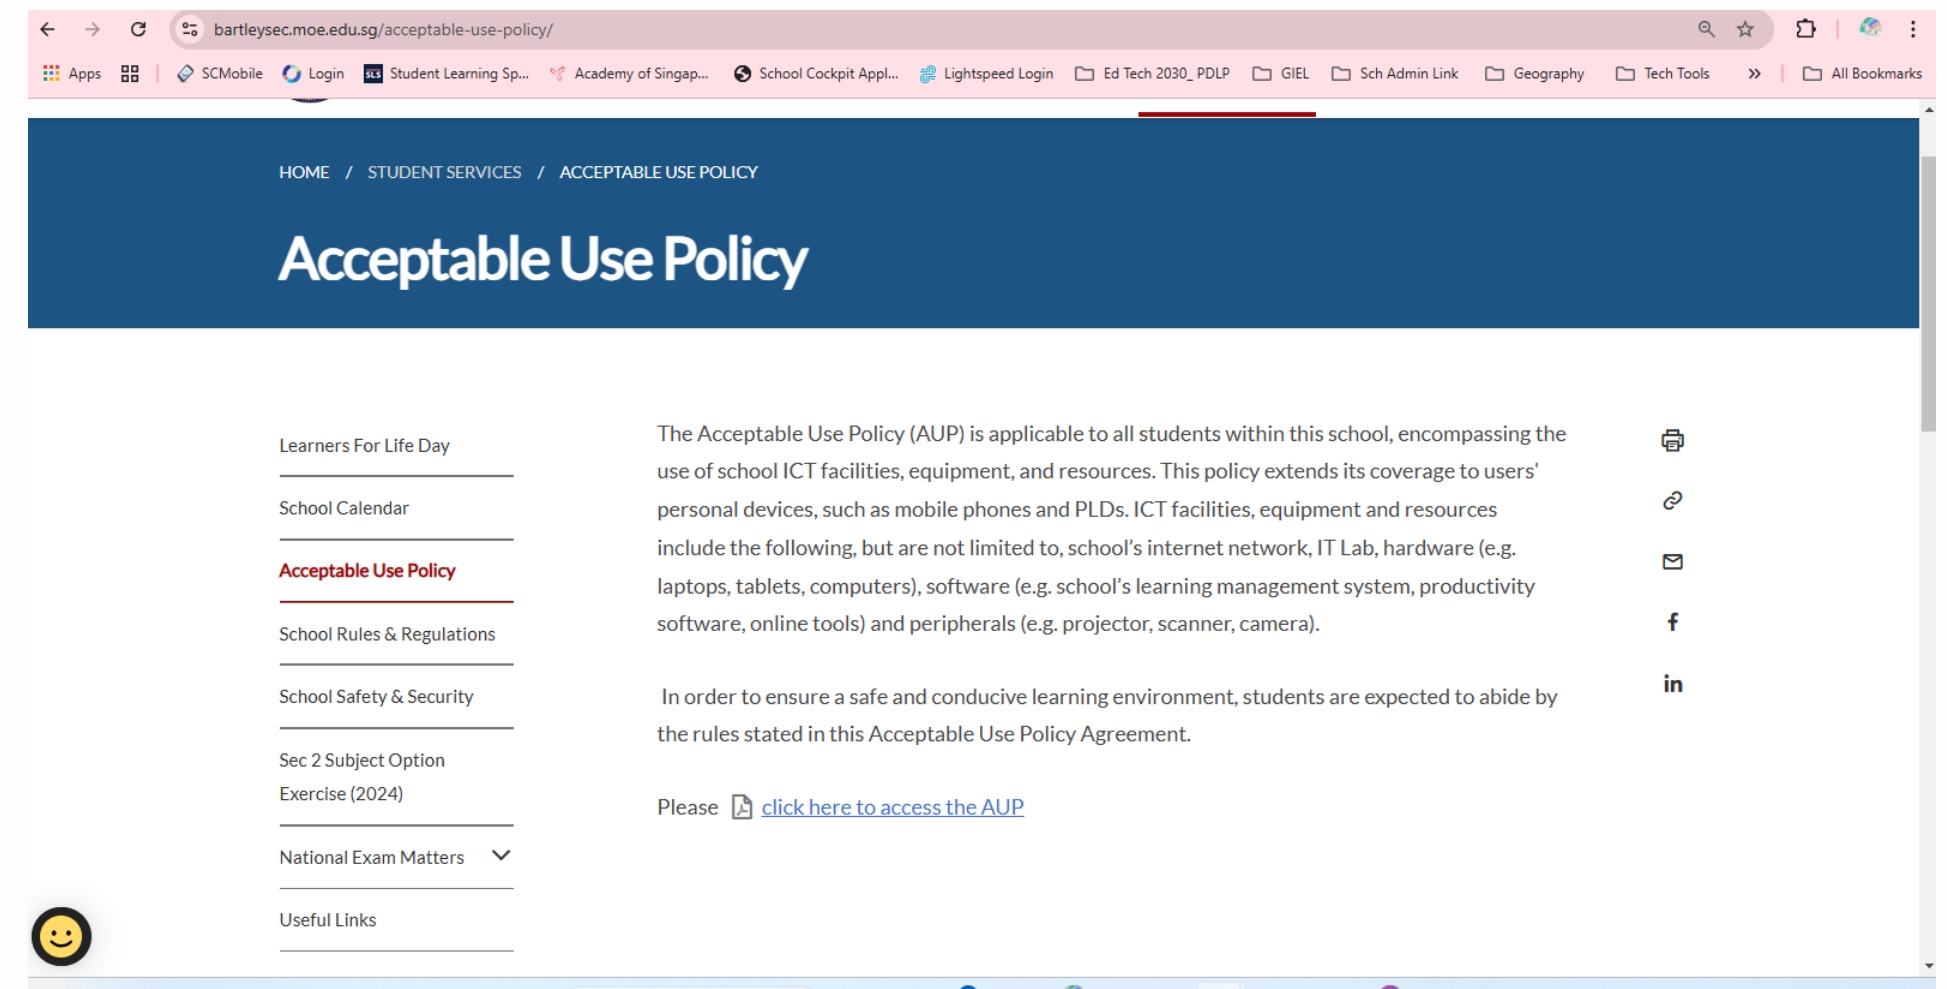 bartleysec.moe.edu.sg/acceptable-use-policy/
Apps SCMobile Login Student Learning Sp... Academy of Singap... School Cockpit Appl... Lightspeed Login Ed Tech 2030_ PDLP GIEL Sch Admin Link Geography Tech Tools » All Bookmarks
HOME / STUDENT SERVICES / ACCEPTABLE USE POLICY
Acceptable Use Policy
Learners For Life Day
School Calendar
Acceptable Use Policy
School Rules & Regulations
School Safety & Security
Sec 2 Subject Option
Exercise (2024)
National Exam Matters
Useful Links
The Acceptable Use Policy (AUP) is applicable to all students within this school, encompassing the
use of school ICT facilities, equipment, and resources. This policy extends its coverage to users'
personal devices, such as mobile phones and PLDs. ICT facilities, equipment and resources
include the following, but are not limited to, school’s internet network, IT Lab, hardware (e.g.
laptops, tablets, computers), software (e.g. school’s learning management system, productivity
software, online tools) and peripherals (e.g. projector, scanner, camera).
In order to ensure a safe and conducive learning environment, students are expected to abide by
the rules stated in this Acceptable Use Policy Agreement.
Please click here to access the AUP